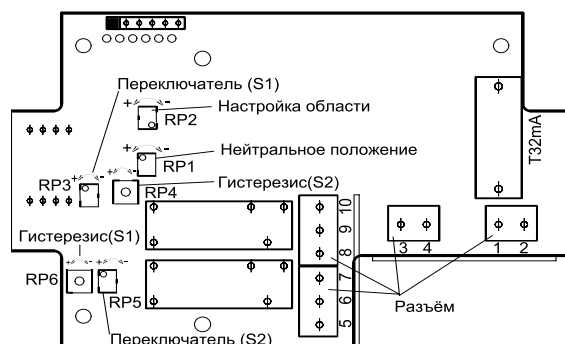 Переключатель (S1)
+ -
Настройка области
RP2
+ -
Нейтральное положение
RP1
+ -
+ -
RP3
RP4
Гистерезис(S2)
T32mA
10
9
8
3 4
1 2
Гистерезис(S1)
+ -
+ -
RP6
RP5
7
6
5
Разъём
Переключатель (S2)